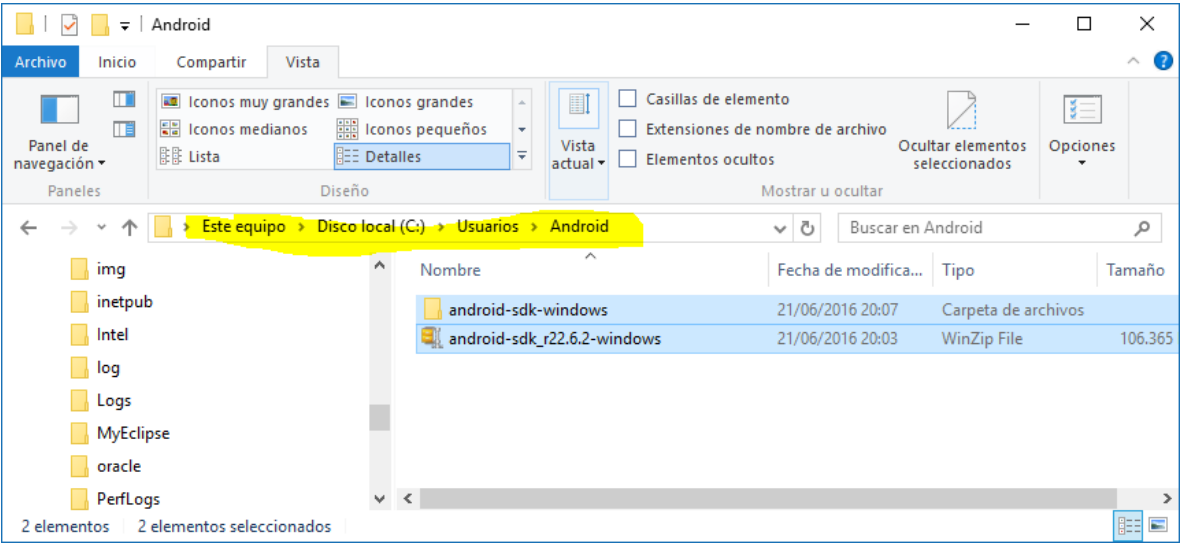 Android
Archivo Inicio Compartir Vista
Panel de navegación
Paneles
Iconos muy grandes Iconos grandes
Iconos medianos Iconos pequeños
Lista Detalles
Diseño
Vista actual
Casillas de elemento
Extensiones de nombre de archivo
Elementos ocultos
Ocultar elementos seleccionados
Mostrar u ocultar
Opciones
Este equipo > Disco local (C:) > Usuarios > Android
Buscar en Android
img
inetpub
Intel
log
Logs
MyEclipse
oracle
PerfLogs
Nombre Fecha de modifica... Tipo Tamaño
android-sdk-windows 21/06/2016 20:07 Carpeta de archivos
android-sdk_r22.6.2-windows 21/06/2016 20:03 WinZip File 106.365
2 elementos 2 elementos seleccionados